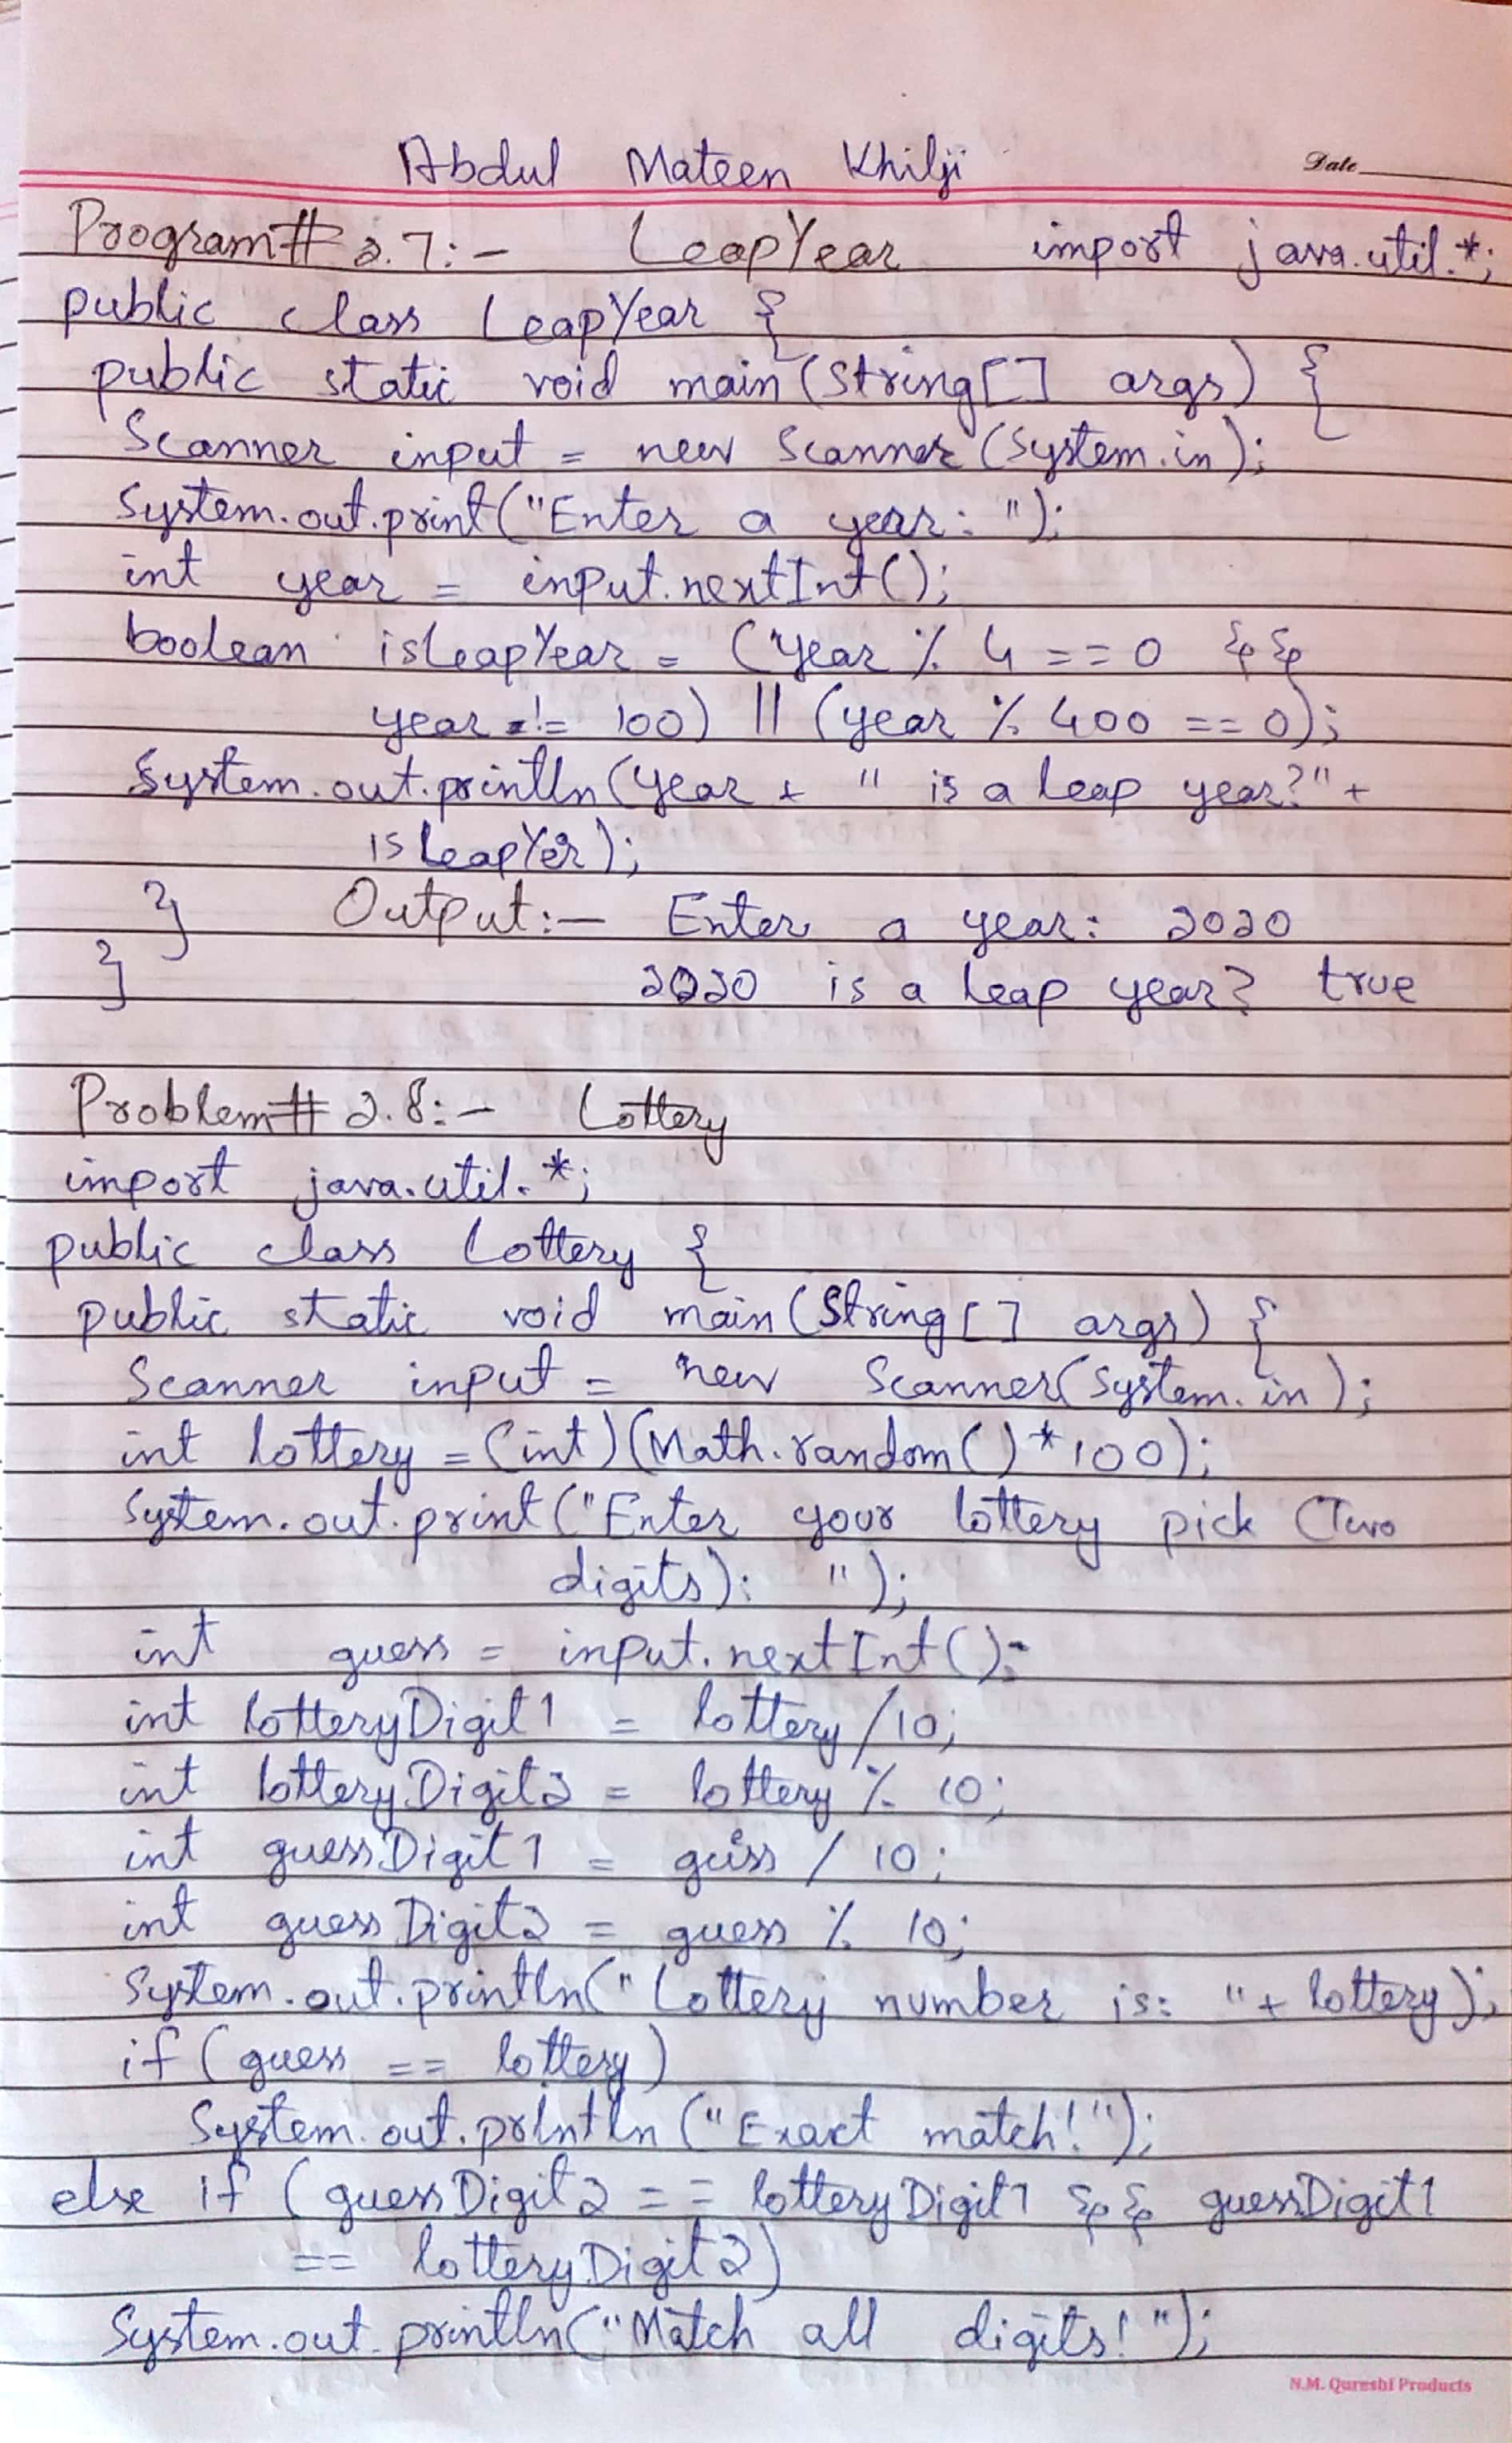 Abdul Mateen Khilji
Date
Program# 2.7:- LeapYear import java.util.*;
public class LeapYear {
public static void main(String[] args) {
Scanner input = new Scanner(System.in);
System.out.print("Enter a year: ");
int year = input.nextInt();
boolean isLeapYear = (year % 4 == 0 &&
year != 100) || (year % 400 == 0);
System.out.println(year + " is a leap year?" +
isLeapYer);
} Output:- Enter a year: 2020
} 2020 is a leap year? true
Problem# 2.8:- Lottery
import java.util.*;
public class Lottery {
public static void main(String[] args) {
Scanner input = new Scanner(System.in);
int lottery = (int)(Math.random()*100);
System.out.print("Enter your lottery pick (Two
digits): ");
int guess = input.nextInt();
int lotteryDigit1 = lottery/10;
int lotteryDigit2 = lottery % 10;
int guessDigit1 = guess / 10;
int guessDigit2 = guess % 10;
System.out.println("Lottery number is: "+ lottery);
if (guess == lottery)
System.out.println("Exact match!");
else if (guessDigit2 == lotteryDigit1 && guessDigit1
== lotteryDigit2)
System.out.println("Match all digits!");
N.M. Qureshi Products